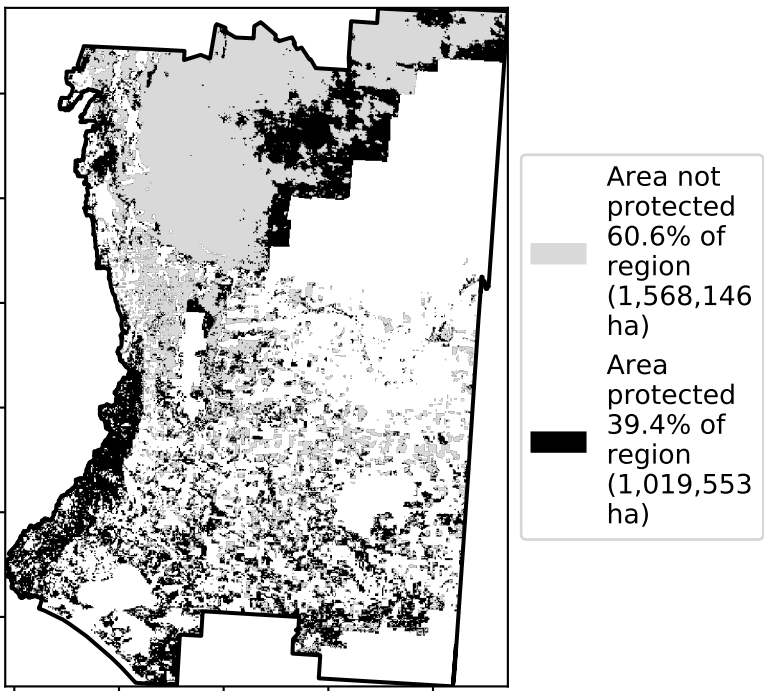 Area not
protected
60.6% of
region
(1,568,146
ha)
Area
protected
39.4% of
region
(1,019,553
ha)